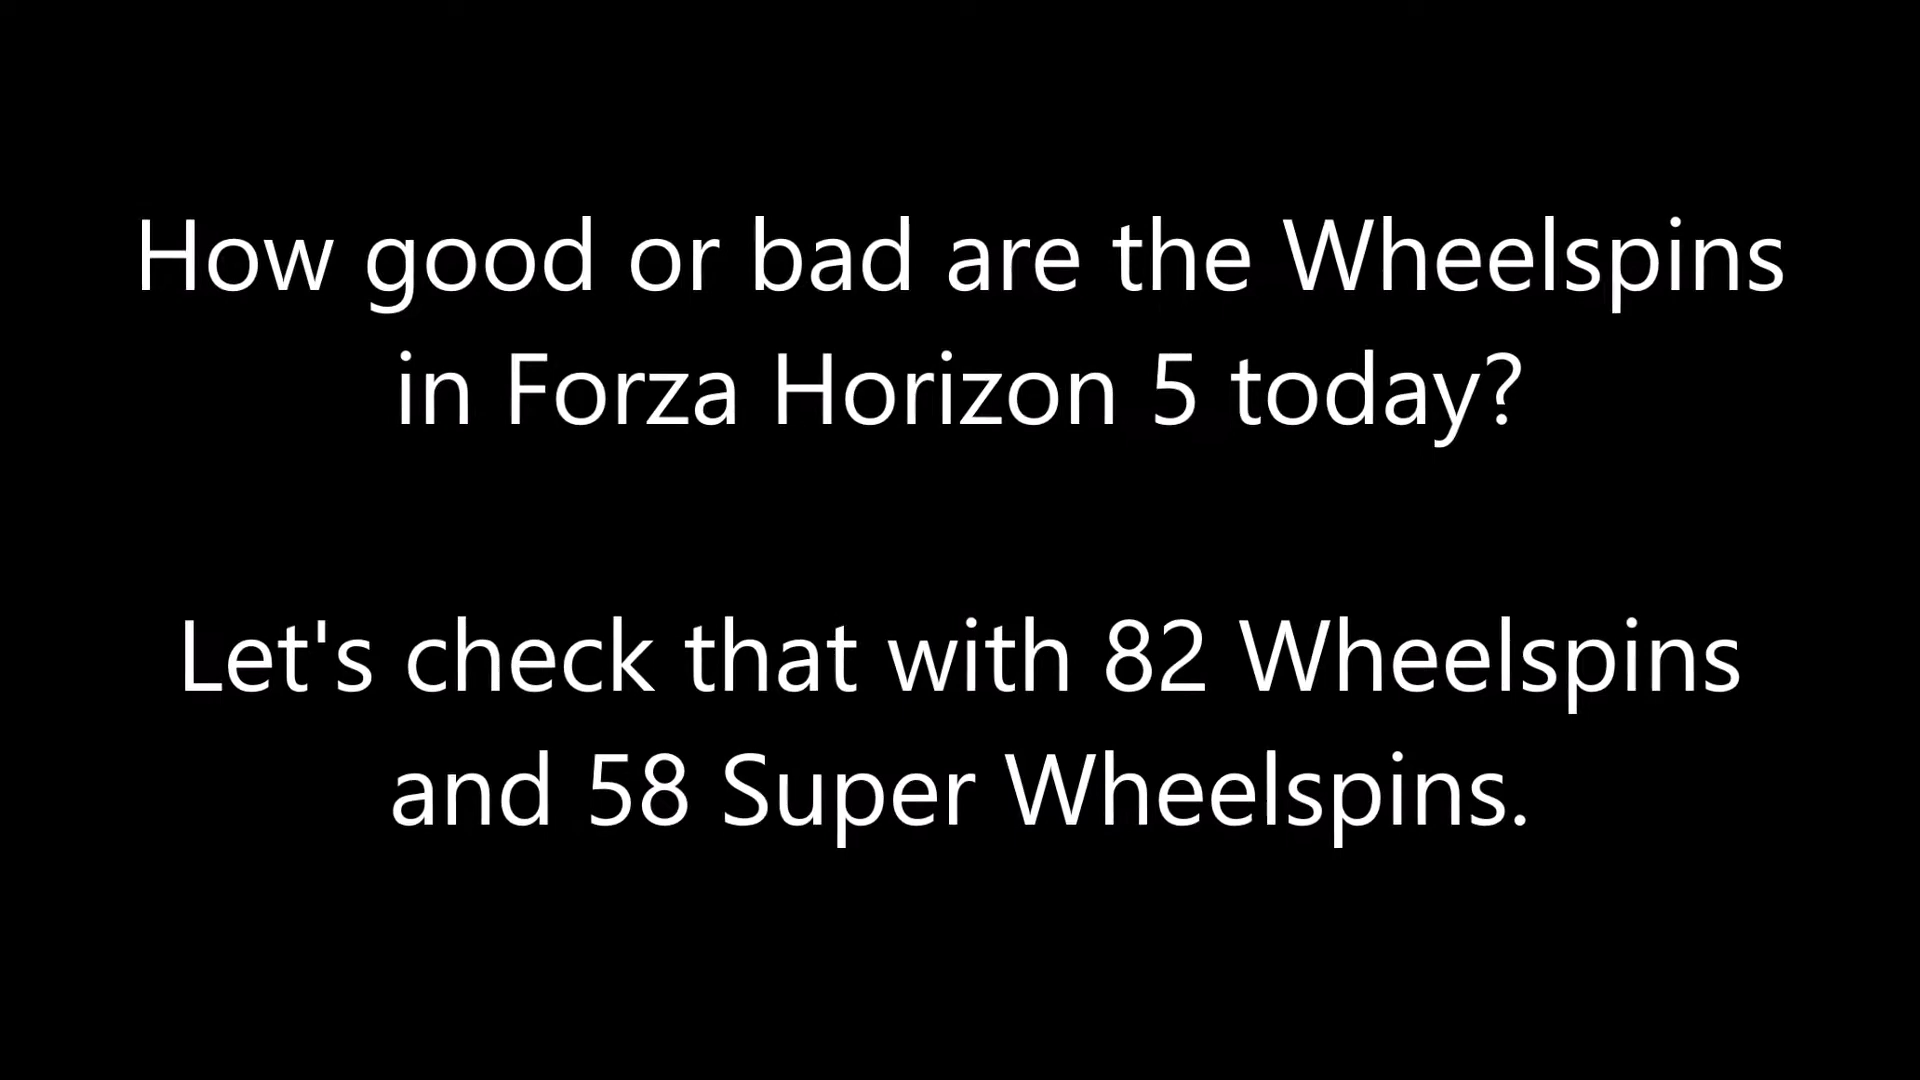 How good or bad are the Wheelspins
in Forza Horizon 5 today?
Let's check that with 82 Wheelspins
and 58 Super Wheelspins.